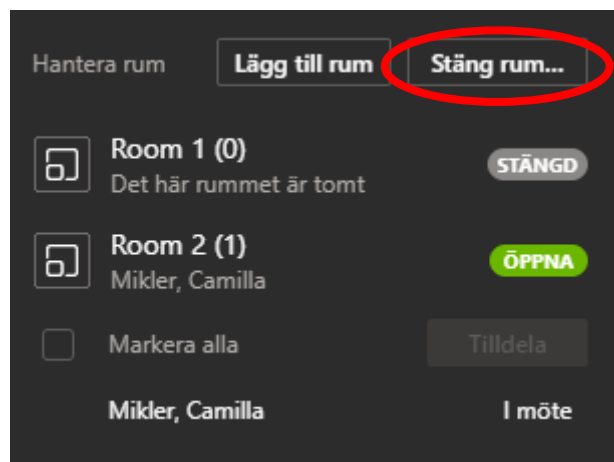 Hantera rum Lägg till rum Stäng rum...
Room 1 (0)
Det här rummet är tomt
STÄNGD
Room 2 (1)
Mikler, Camilla
ÖPPNA
Markera alla Tilldela
Mikler, Camilla I möte